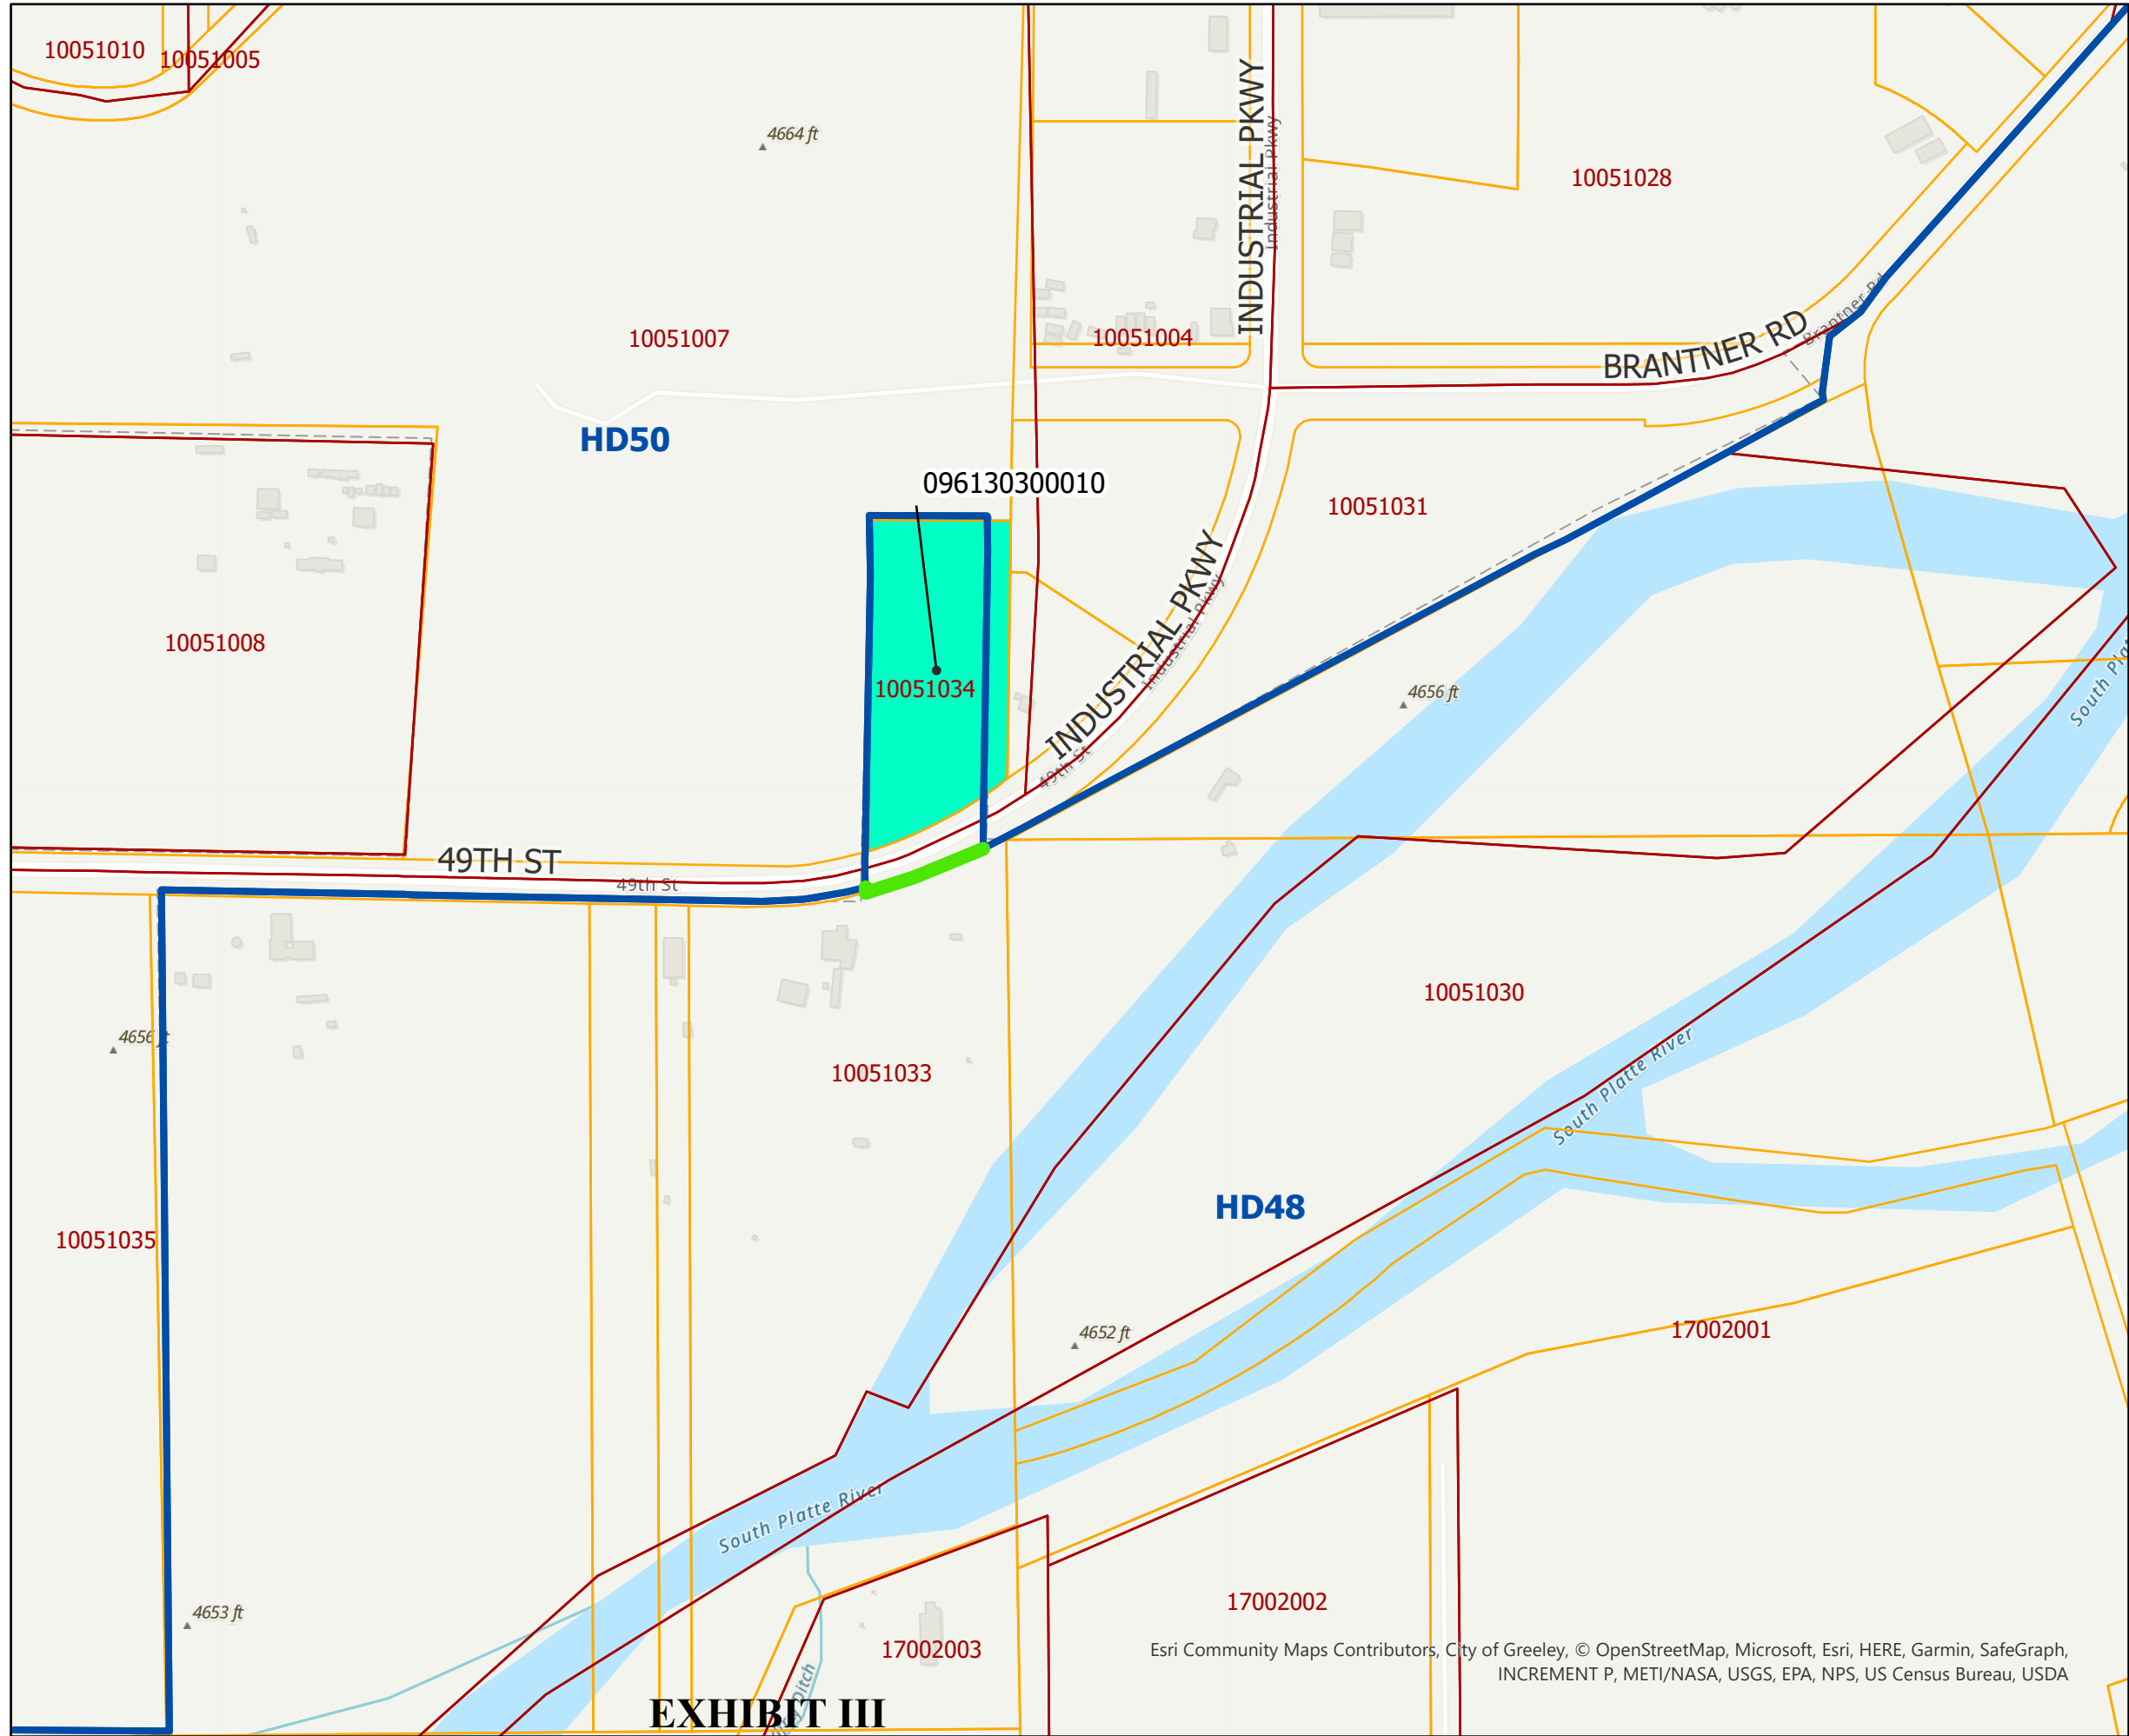 10051010
10051005
4664 ft
INDUSTRIAL PKWY
Industrial Pkwy
10051028
10051007
10051004
BRANTNER RD
Brantner Rd
HD50
096130300010
10051031
10051008
10051034
INDUSTRIAL PKWY
Industrial Pkwy
4656 ft
South Plat
49th St
49TH ST
49th St
10051030
4656 ft
10051033
South Platte River
HD48
10051035
17002001
4652 ft
South Platte River
4653 ft
17002002
17002003
Esri Community Maps Contributors, City of Greeley, © OpenStreetMap, Microsoft, Esri, HERE, Garmin, SafeGraph,
INCREMENT P, METI/NASA, USGS, EPA, NPS, US Census Bureau, USDA
Ditch
EXHIBIT III